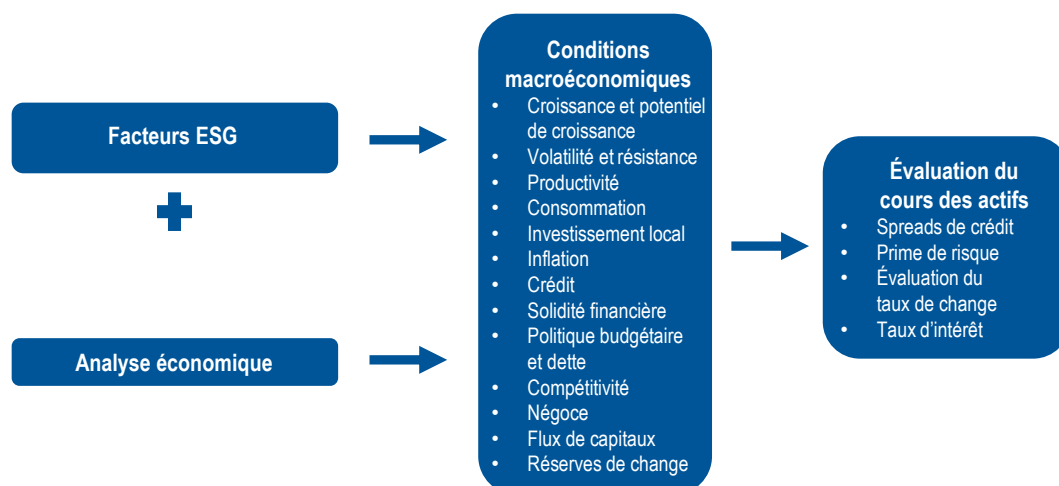 Facteurs ESG
Analyse économique
Conditions
macroéconomiques
• Croissance et potentiel
de croissance
• Volatilité et résistance
• Productivité
• Consommation
• Investissement local
• Inflation
• Crédit
• Solidité financière
• Politique budgétaire
et dette
• Compétitivité
• Négoce
• Flux de capitaux
• Réserves de change
Évaluation du
cours des actifs
• Spreads de crédit
• Prime de risque
• Évaluation du
taux de change
• Taux d’intérêt